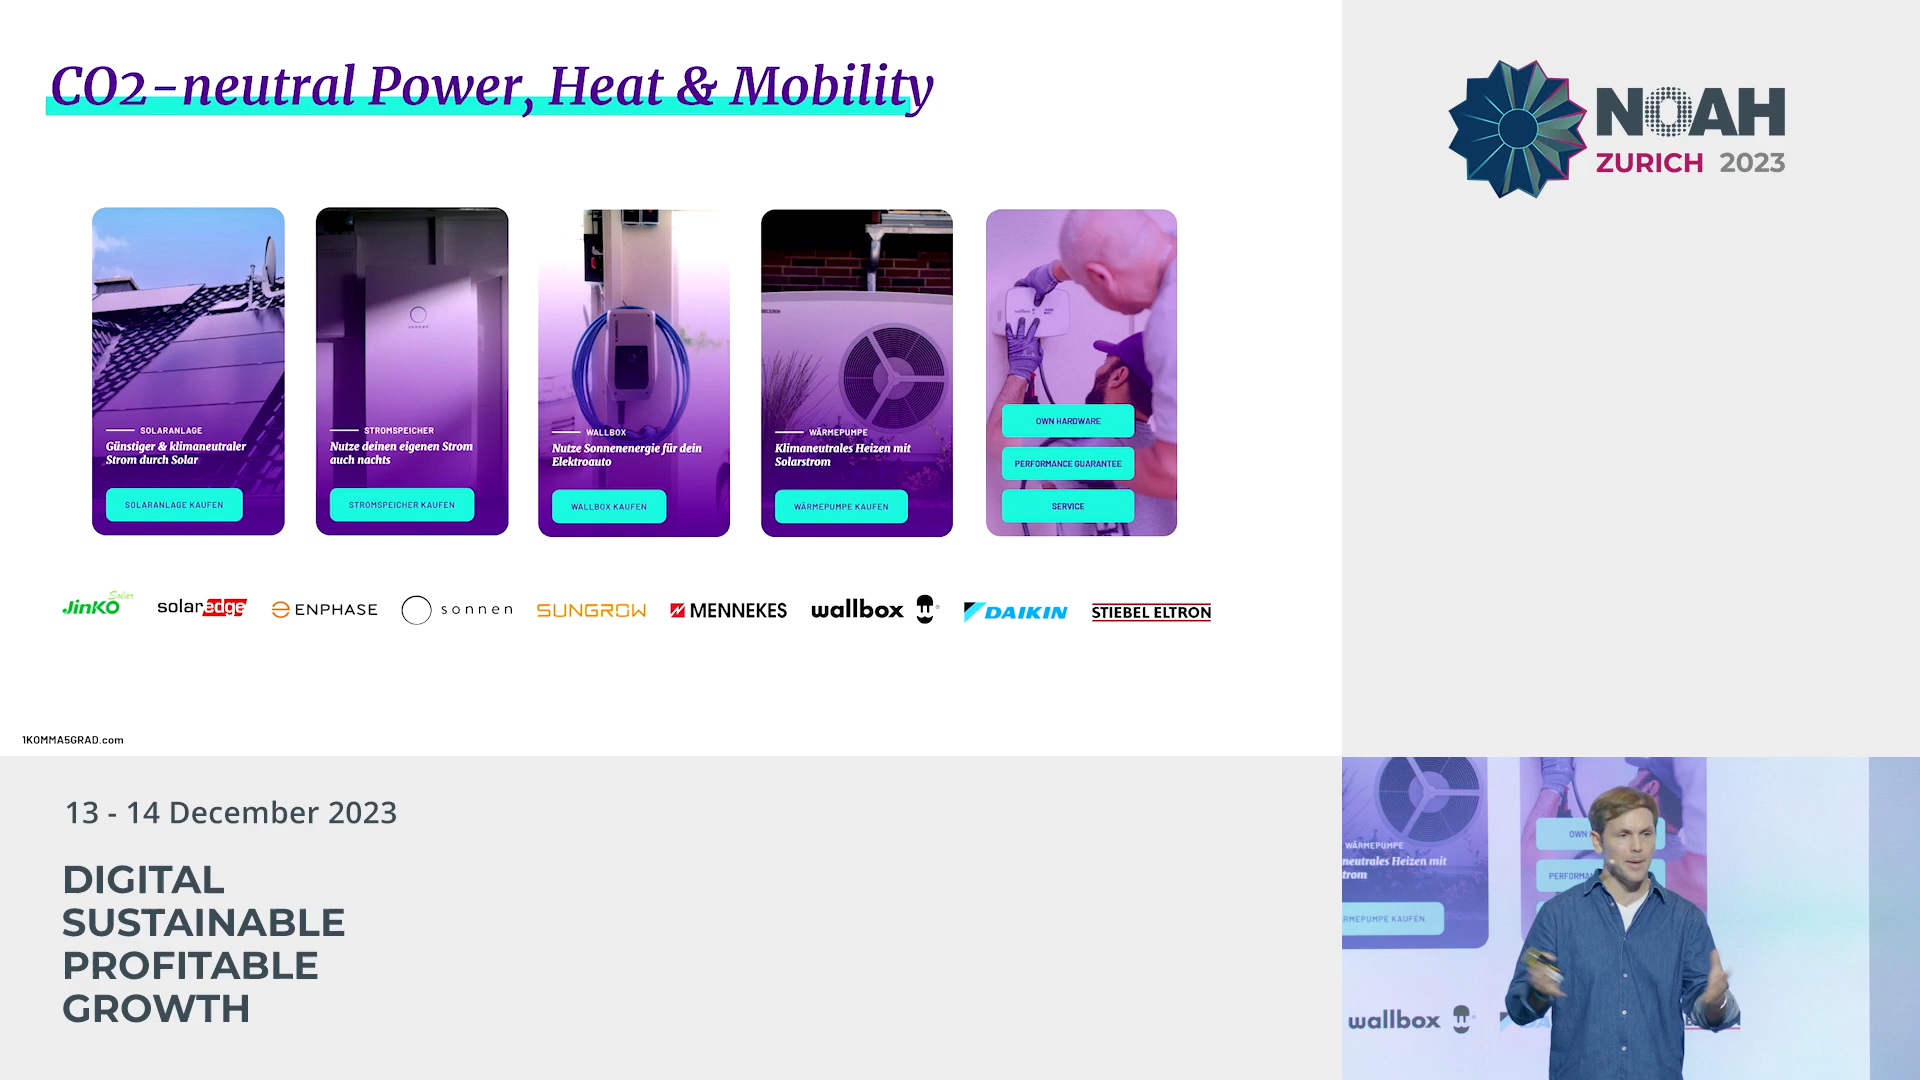 CO2-neutral Power, Heat & Mobility
NOAH
ZURICH 2023
SOLARANLAGE
Günstiger & klimaneutraler
Strom durch Solar
SOLARANLAGE KAUFEN
STROMSPEICHER
Nutze deinen eigenen Strom
auch nachts
STROMSPEICHER KAUFEN
WALLBOX
Nutze Sonnenenergie für dein
Elektroauto
WALLBOX KAUFEN
WÄRMEPUMPE
Klimaneutrales Heizen mit
Solarstrom
WÄRMEPUMPE KAUFEN
OWN HARDWARE
PERFORMANCE GUARANTEE
SERVICE
sonnen
JinKO Solar
solaredge
ENPHASE
sonnen
SUNGROW
MENNEKES
wallbox
DAIKIN
STIEBEL ELTRON
1KOMMA5GRAD.com
13 - 14 December 2023
DIGITAL
SUSTAINABLE
PROFITABLE
GROWTH
WÄRMEPUMPE
neutrales Heizen mit
trom
RMEPUMPE KAUFEN
OWN
PERFORMA
wallbox